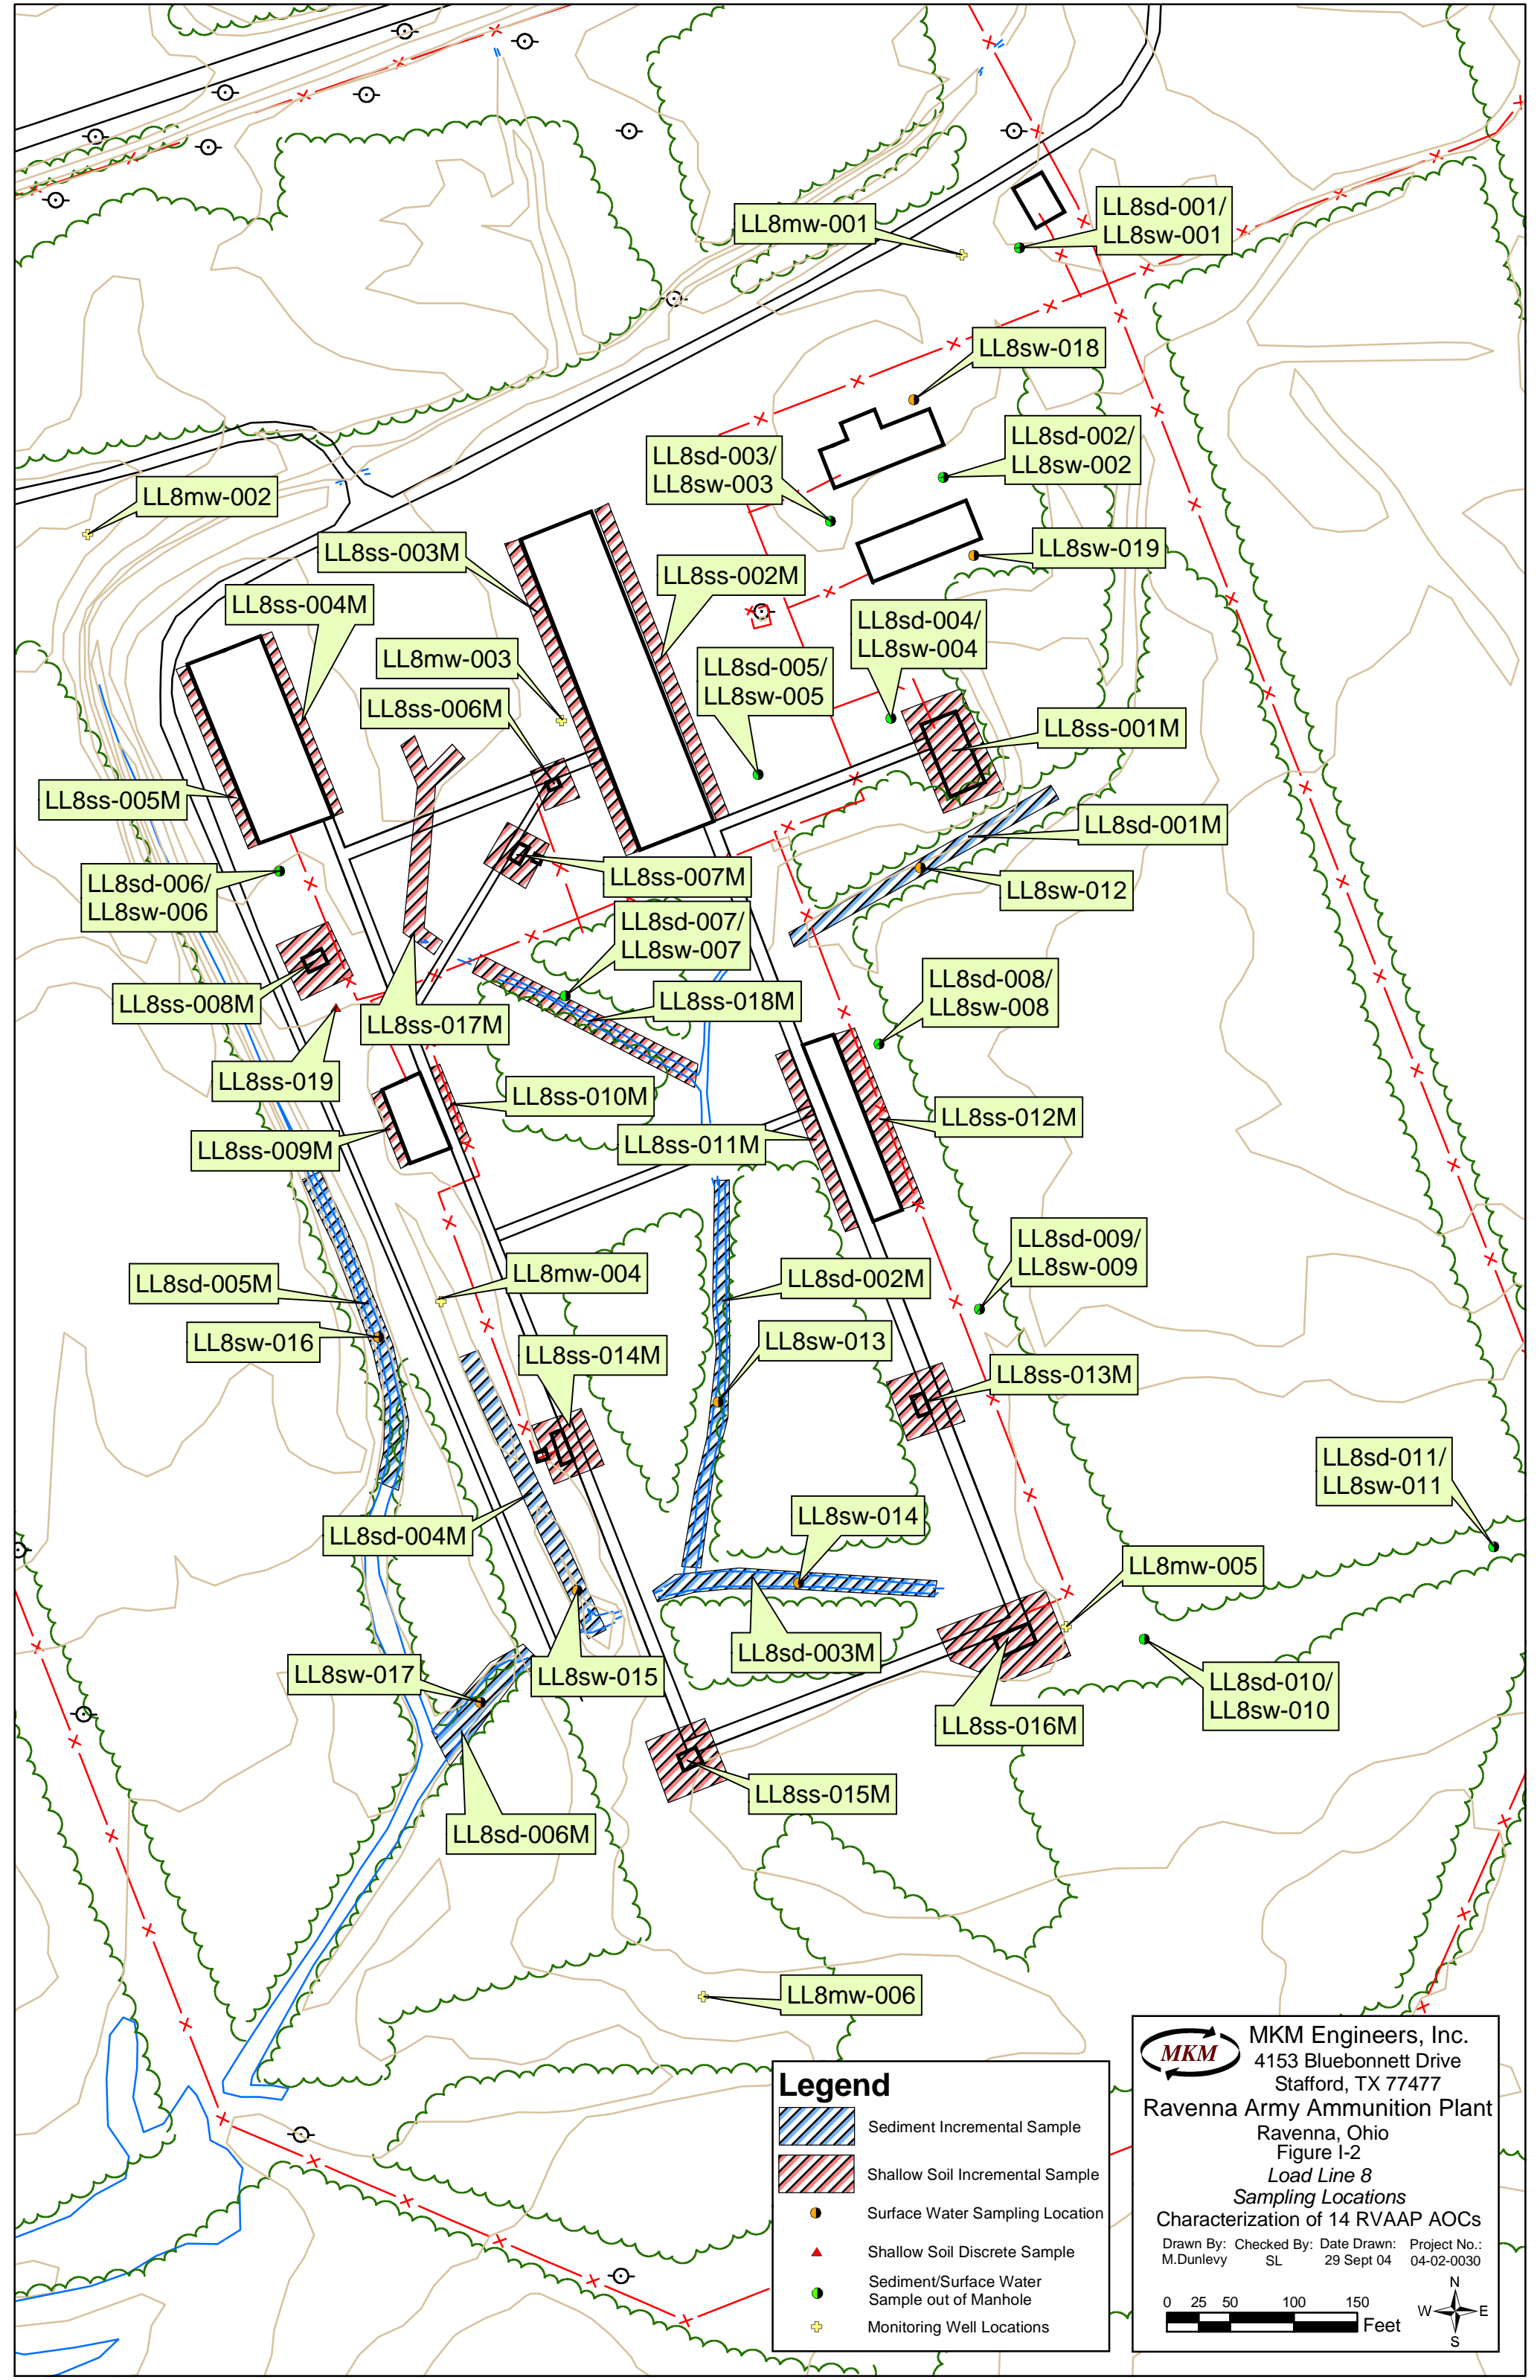 LL8mw-001
LL8sd-001/
LL8sw-001
LL8sw-018
LL8sd-002/
LL8sw-002
LL8sd-003/
LL8sw-003
LL8mw-002
LL8ss-003M
LL8sw-019
LL8ss-002M
LL8ss-004M
LL8sd-004/
LL8sw-004
LL8mw-003
LL8sd-005/
LL8sw-005
LL8ss-006M
LL8ss-001M
LL8ss-005M
LL8sd-001M
LL8ss-007M
LL8sw-012
LL8sd-006/
LL8sw-006
LL8sd-007/
LL8sw-007
LL8sd-008/
LL8sw-008
LL8ss-008M
LL8ss-018M
LL8ss-017M
LL8ss-019
LL8ss-010M
LL8ss-012M
LL8ss-011M
LL8ss-009M
LL8sd-009/
LL8sw-009
LL8mw-004
LL8sd-002M
LL8sd-005M
LL8sw-016
LL8sw-013
LL8ss-014M
LL8ss-013M
LL8sd-011/
LL8sw-011
LL8sw-014
LL8sd-004M
LL8mw-005
LL8sd-003M
LL8sw-017
LL8sw-015
LL8sd-010/
LL8sw-010
LL8ss-016M
LL8ss-015M
LL8sd-006M
LL8mw-006
Legend
Sediment Incremental Sample
Shallow Soil Incremental Sample
Surface Water Sampling Location
Shallow Soil Discrete Sample
Sediment/Surface Water
Sample out of Manhole
Monitoring Well Locations
MKM
MKM Engineers, Inc.
4153 Bluebonnett Drive
Stafford, TX 77477
Ravenna Army Ammunition Plant
Ravenna, Ohio
Figure I-2
Load Line 8
Sampling Locations
Characterization of 14 RVAAP AOCs
Drawn By: Checked By: Date Drawn: Project No.:
M.Dunlevy SL 29 Sept 04 04-02-0030
0 25 50 100 150
Feet
N
W E
S